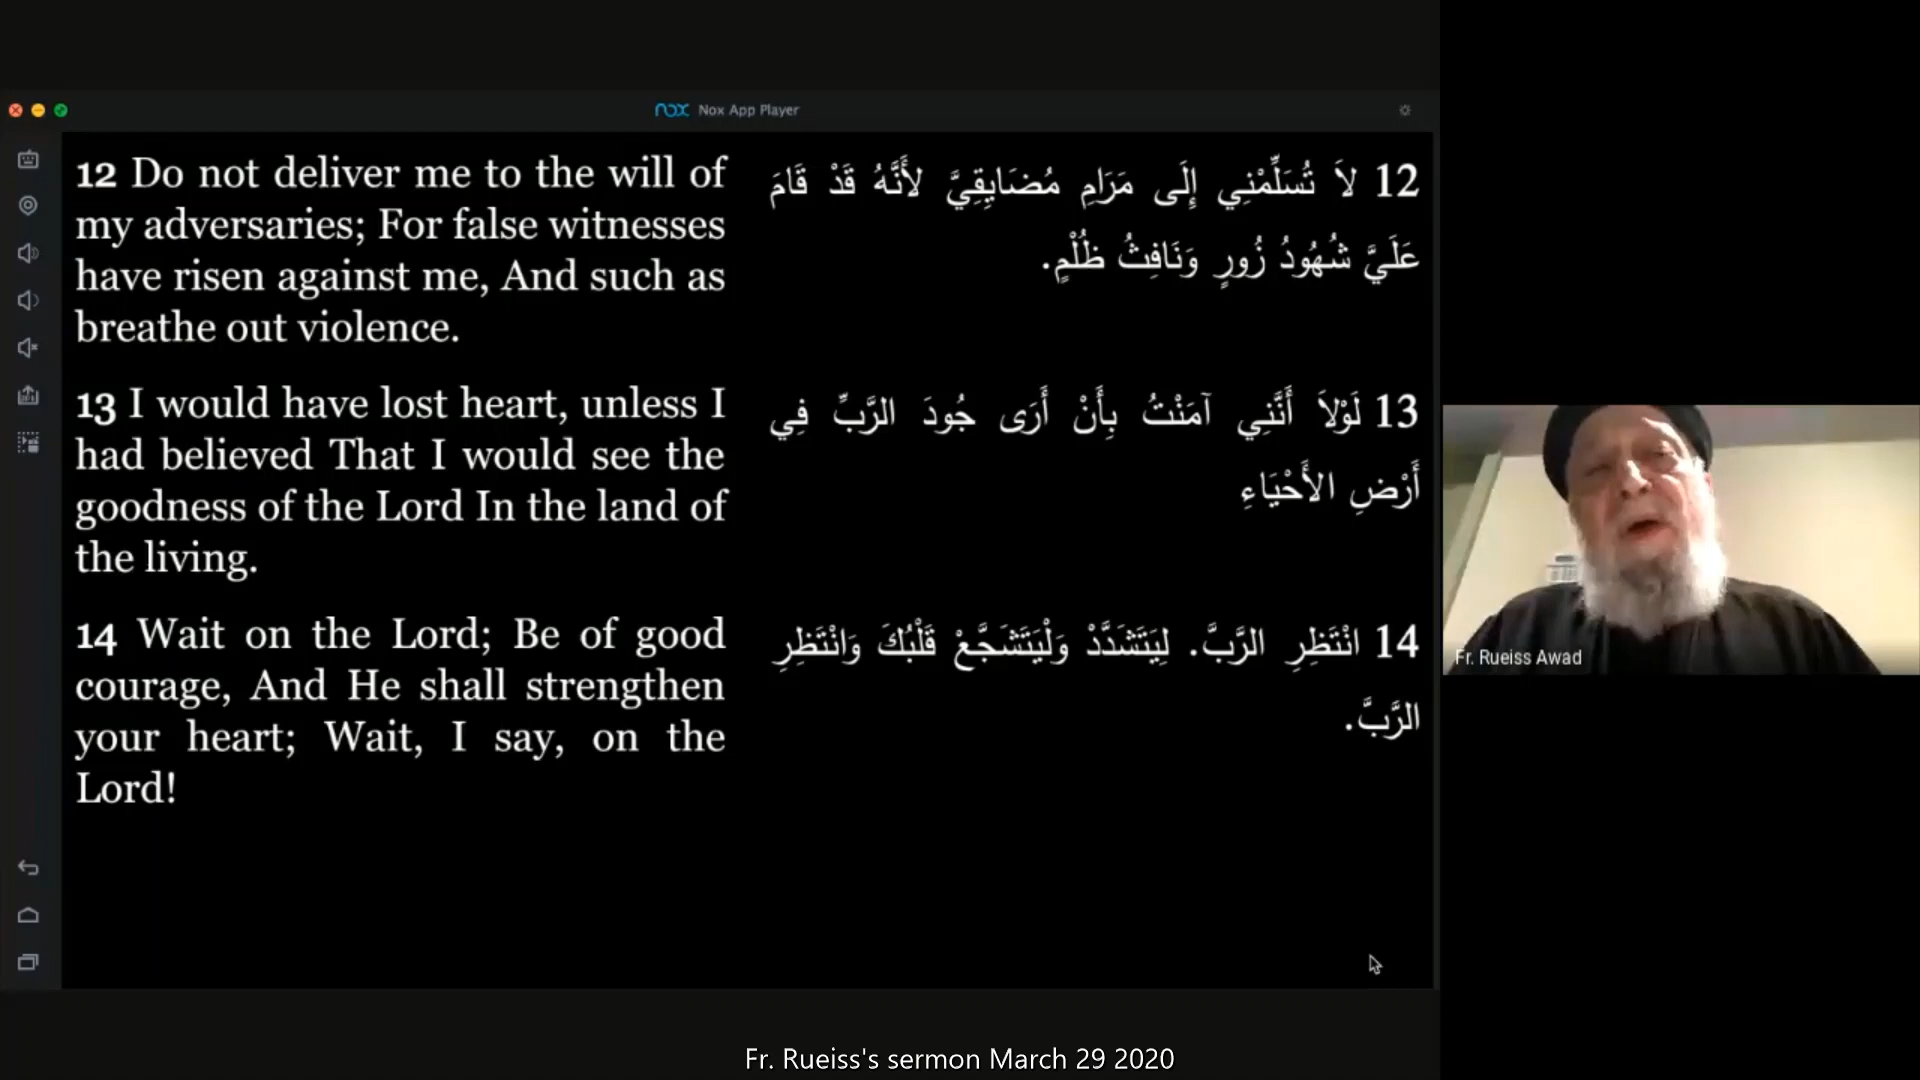 nox Nox App Player
12 Do not deliver me to the will of
my adversaries; For false witnesses
have risen against me, And such as
breathe out violence.
13 I would have lost heart, unless I
had believed That I would see the
goodness of the Lord In the land of
the living.
14 Wait on the Lord; Be of good
courage, And He shall strengthen
your heart; Wait, I say, on the
Lord!
12 لاَ تُسَلِّمْنِي إِلَى مَرَامِ مُضَايِقِيَّ لأَنَّهُ قَدْ قَامَ
عَلَيَّ شُهُودُ زُورٍ وَنَافِثُ ظُلْمٍ.
13 لَوْلاَ أَنَّنِي آمَنْتُ بِأَنْ أَرَى جُودَ الرَّبِّ فِي
أَرْضِ الأَحْيَاءِ
14 انْتَظِرِ الرَّبَّ. لِيَتَشَدَّدْ وَلْيَتَشَجَّعْ قَلْبُكَ وَانْتَظِرِ
الرَّبَّ.
Fr. Rueiss Awad
Fr. Rueiss's sermon March 29 2020